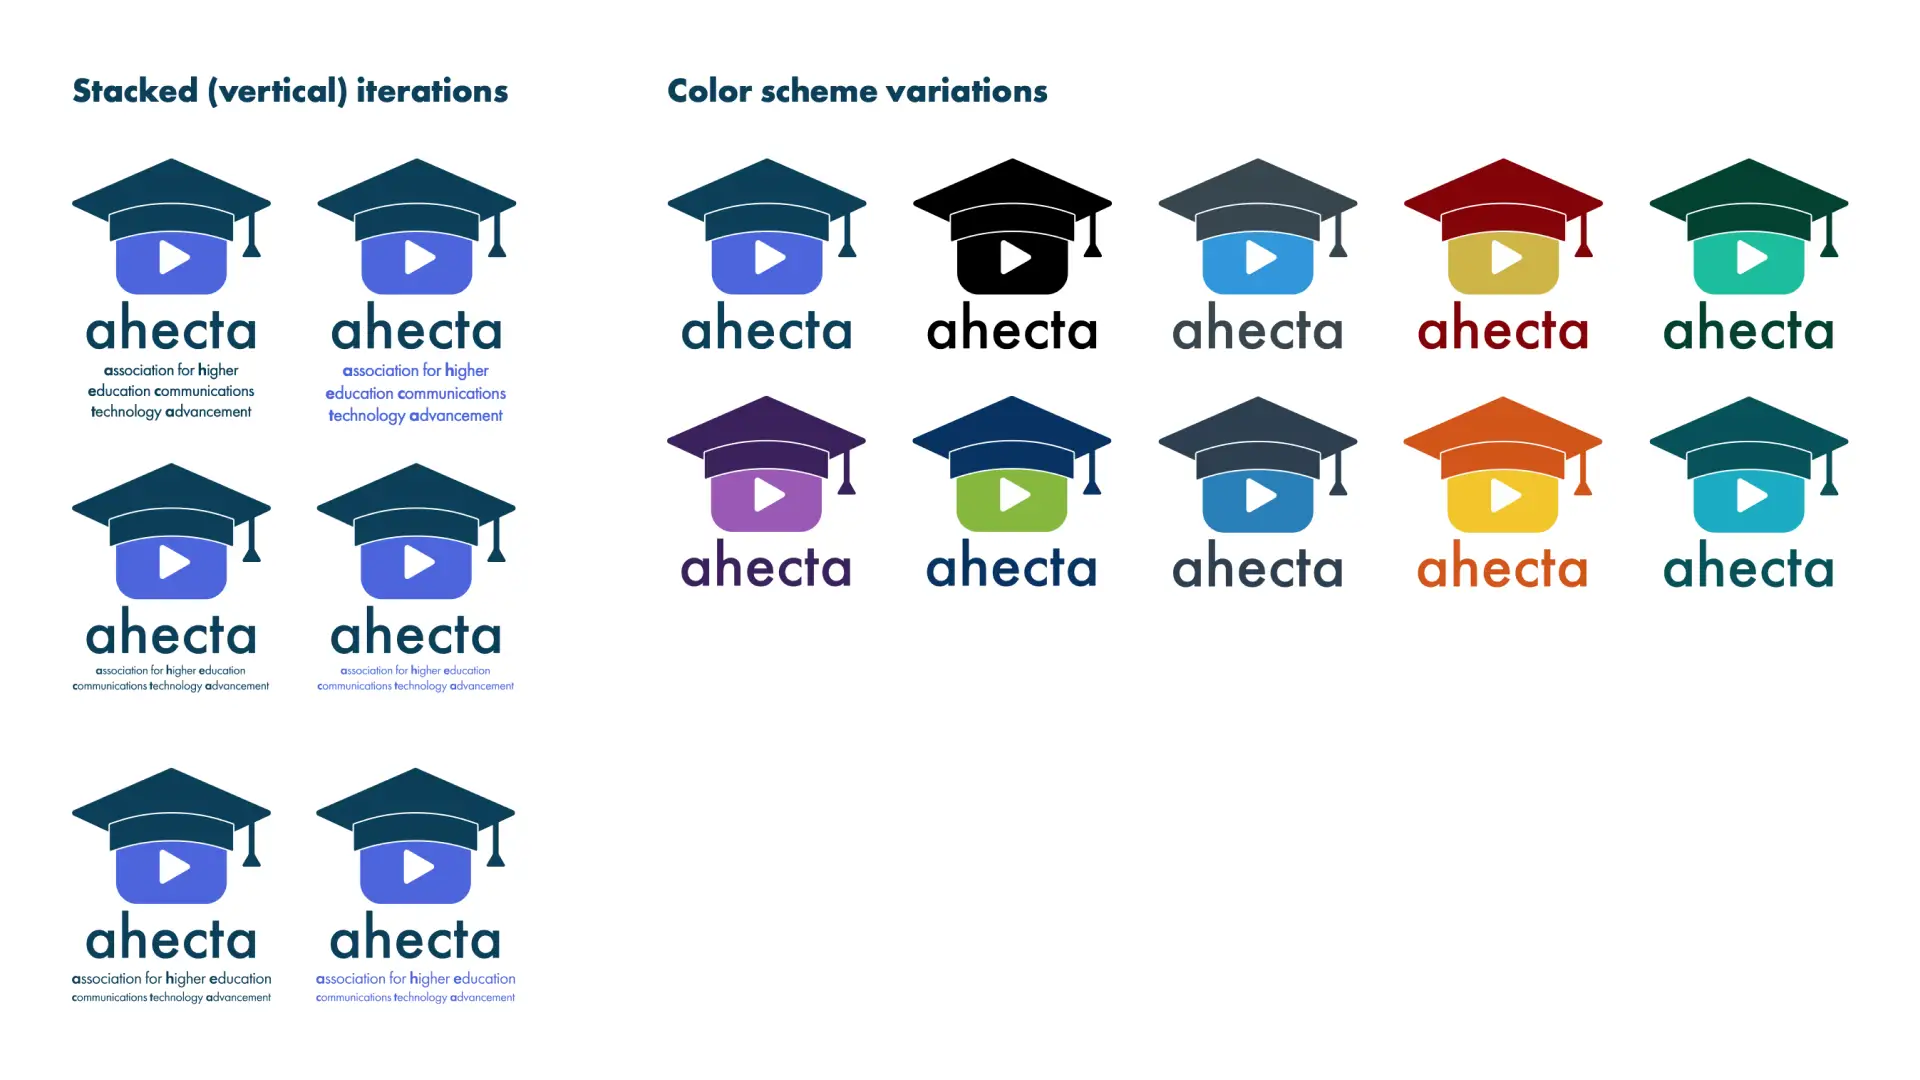 Stacked (vertical) iterations
ahecta
association for higher
education communications
technology advancement
ahecta
association for higher
education communications
technology advancement
ahecta
association for higher education
communications technology advancement
ahecta
association for higher education
communications technology advancement
ahecta
association for higher education
communications technology advancement
ahecta
association for higher education
communications technology advancement
Color scheme variations
ahecta
ahecta
ahecta
ahecta
ahecta
ahecta
ahecta
ahecta
ahecta
ahecta